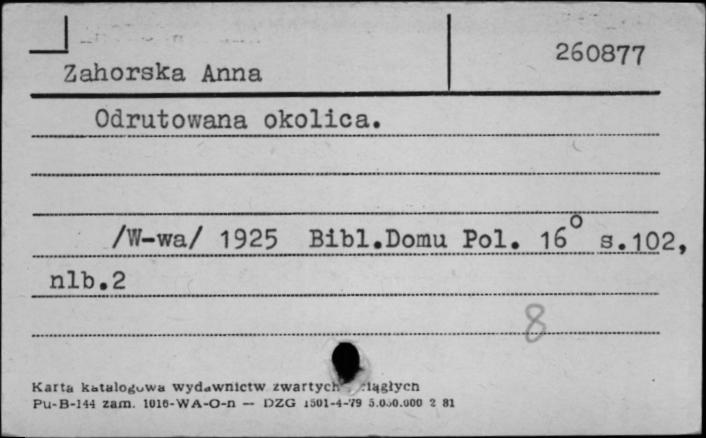 260877
Zahorska Anna
Odrutowana okolica.
/W-wa/ 1925 Bibl.Domu Pol. 16° s.102,
nlb.2
8
Karta katalogowa wydawnictw zwartych
Pu-B-144 zam. 1016-WA-O-n — DZG 1501-4-79 5.000.000 2 81